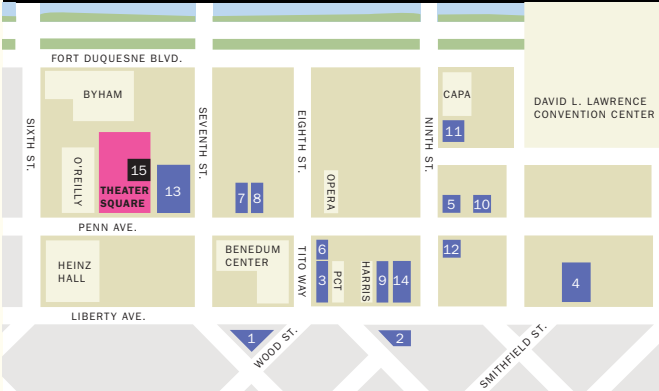 FORT DUQUESNE BLVD.
BYHAM
CAPA
DAVID L. LAWRENCE
CONVENTION CENTER
SIXTH ST.
SEVENTH ST.
EIGHTH ST.
NINTH ST.
11
O'REILLY
15
THEATER
SQUARE
13
7
8
OPERA
5
10
PENN AVE.
HEINZ
HALL
BENEDUM
CENTER
TITO WAY
6
3
PCT
HARRIS
9
14
12
4
LIBERTY AVE.
1
WOOD ST.
2
SMITHFIELD ST.